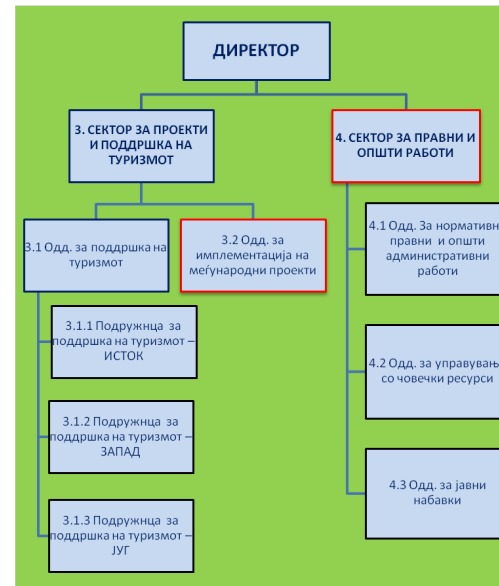 ДИРЕКТОР
3. СЕКТОР ЗА ПРОЕКТИ
И ПОДДРШКА НА
ТУРИЗМОТ
4. СЕКТОР ЗА ПРАВНИ И
ОПШТИ РАБОТИ
3.1 Одд. за поддршка на
туризмот
3.2 Одд. за
имплементација на
меѓународни проекти
4.1 Одд. За нормативн
правни и општи
административни
работи
3.1.1 Подружнца за
поддршка на туризмот –
ИСТОК
4.2 Одд. за управувањ
со човечки ресурси
3.1.2 Подружнца за
поддршка на туризмот –
ЗАПАД
4.3 Одд. за јавни
набавки
3.1.3 Подружнца за
поддршка на туризмот –
ЈУГ